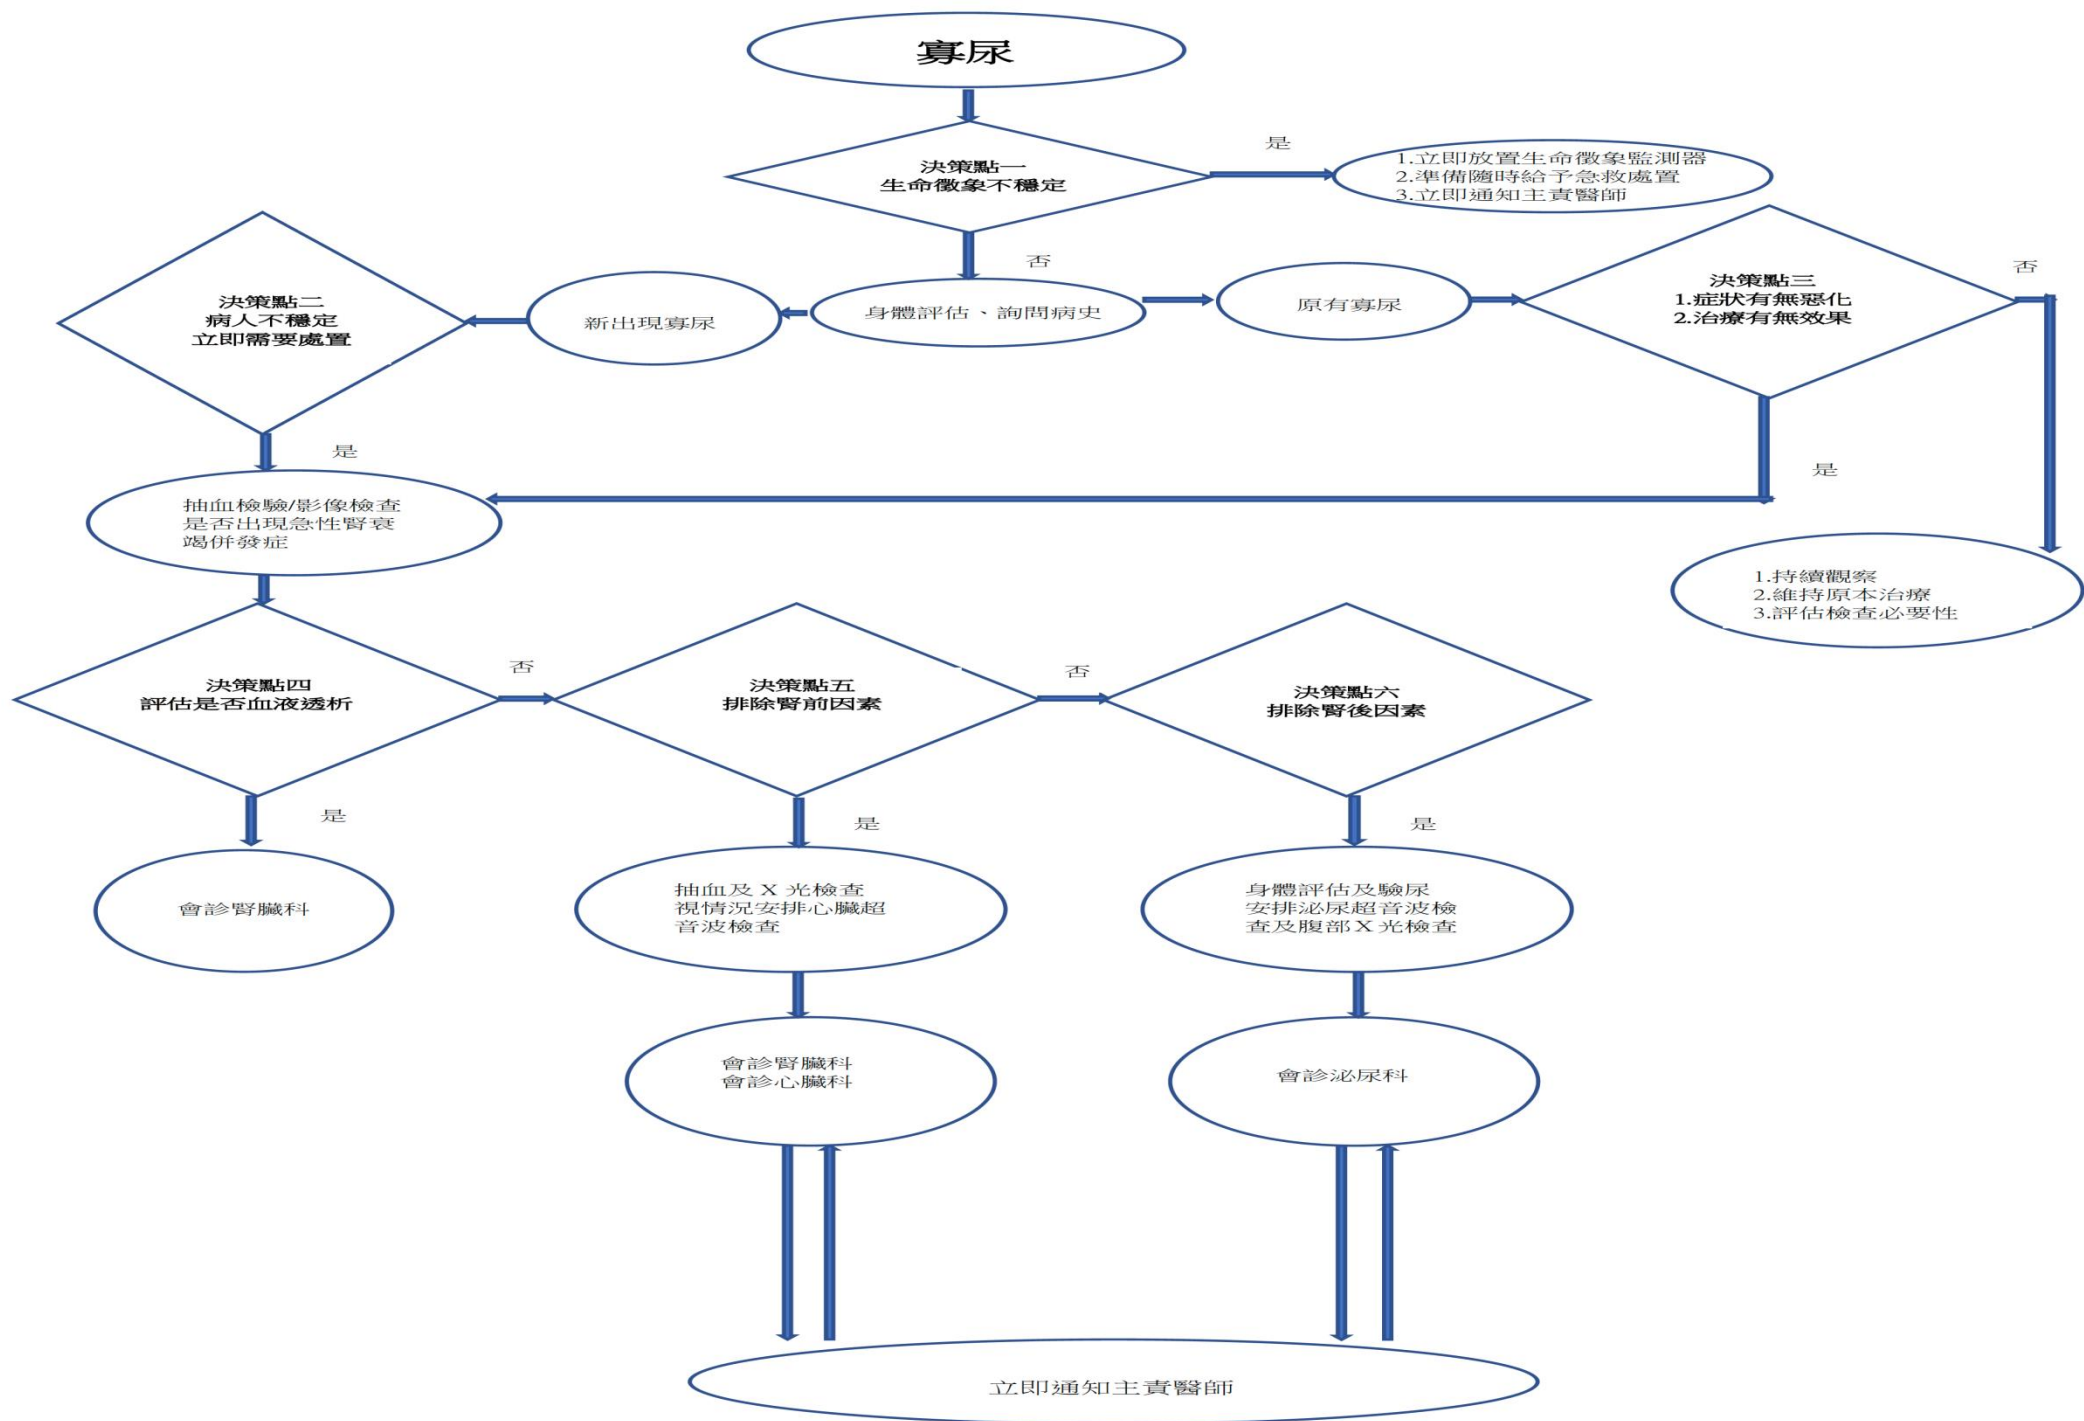 寡尿
決策點一
生命徵象不穩定
是
1.立即放置生命徵象監測器
2.準備隨時給予急救處置
3.立即通知主責醫師
否
身體評估、詢問病史
新出現寡尿
原有寡尿
決策點二
病人不穩定
立即需要處置
決策點三
1.症狀有無惡化
2.治療有無效果
否
是
是
抽血檢驗/影像檢查
是否出現急性腎衰
竭併發症
1.持續觀察
2.維持原本治療
3.評估檢查必要性
決策點四
評估是否血液透析
否
決策點五
排除腎前因素
否
決策點六
排除腎後因素
是
是
是
會診腎臟科
抽血及 X 光檢查
視情況安排心臟超
音波檢查
身體評估及驗尿
安排泌尿超音波檢
查及腹部 X 光檢查
會診腎臟科
會診心臟科
會診泌尿科
立即通知主責醫師